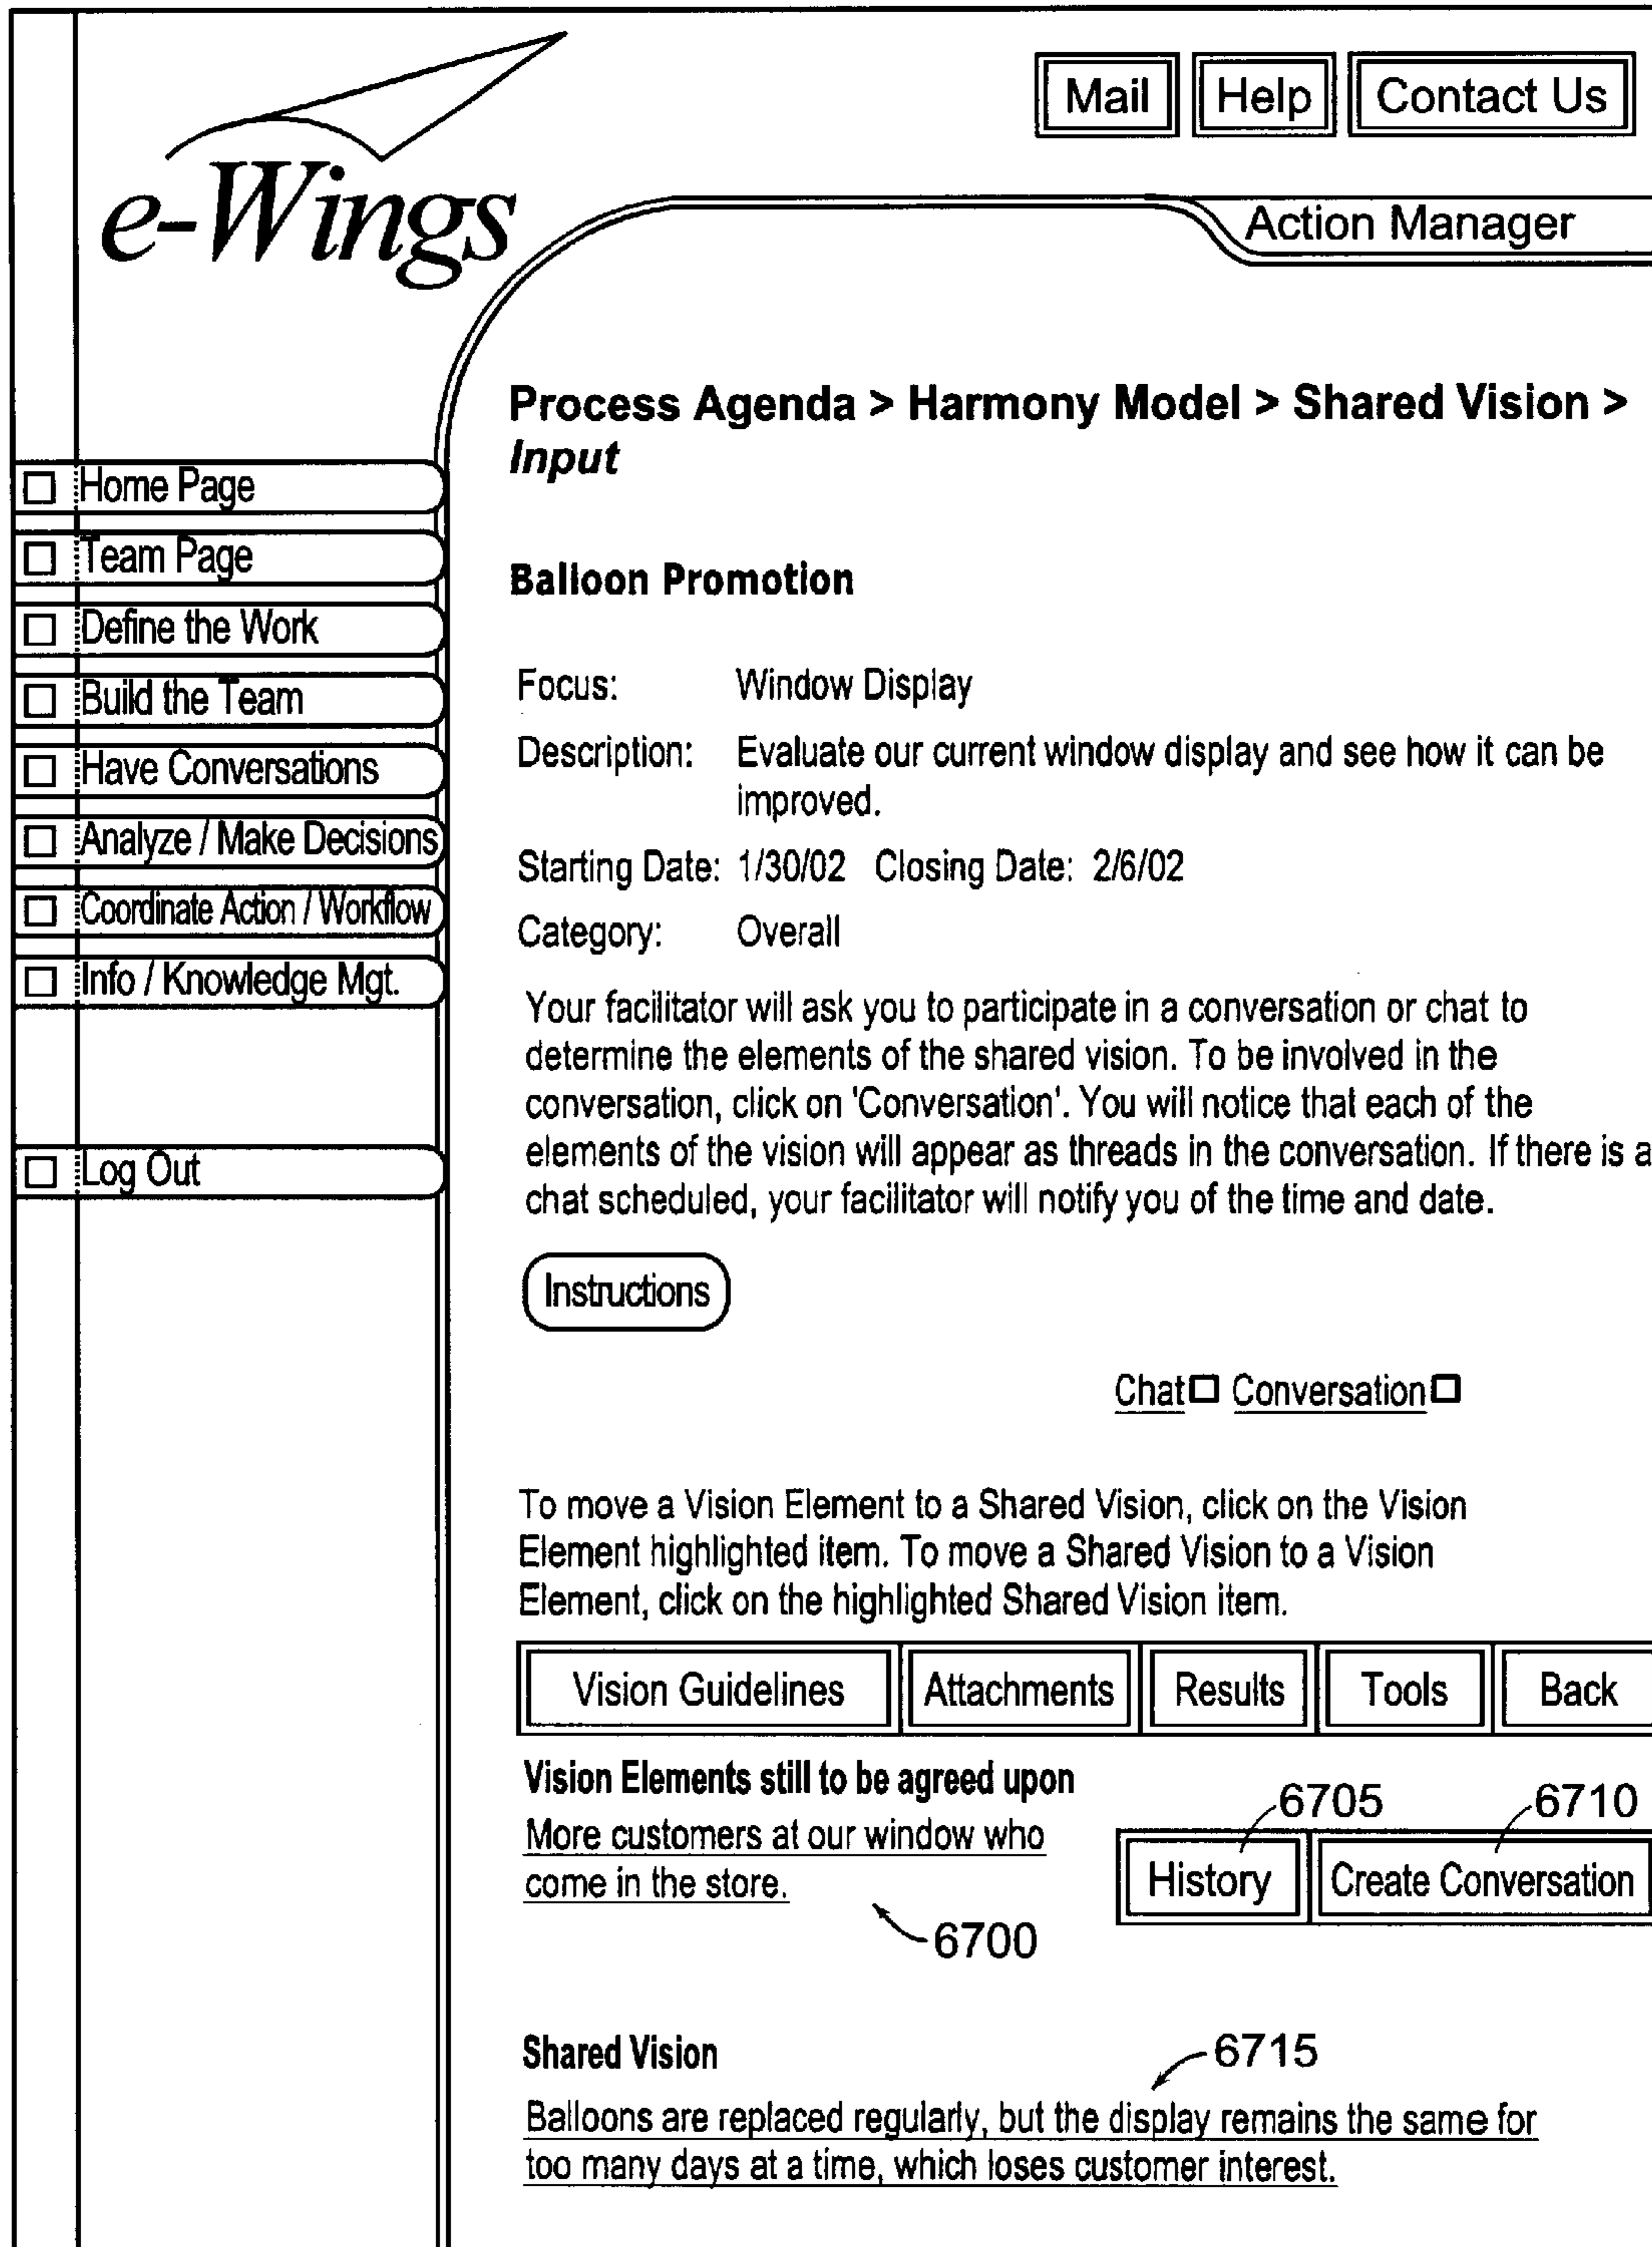 e-Wings
Mail Help Contact Us
Action Manager
Process Agenda > Harmony Model > Shared Vision >
Input
Home Page
Team Page
Define the Work
Build the Team
Have Conversations
Analyze / Make Decisions
Coordinate Action / Workflow
Info / Knowledge Mgt.
Log Out
Balloon Promotion
Focus: Window Display
Description: Evaluate our current window display and see how it can be
improved.
Starting Date: 1/30/02 Closing Date: 2/6/02
Category: Overall
Your facilitator will ask you to participate in a conversation or chat to
determine the elements of the shared vision. To be involved in the
conversation, click on 'Conversation'. You will notice that each of the
elements of the vision will appear as threads in the conversation. If there is a
chat scheduled, your facilitator will notify you of the time and date.
Instructions
Chat Conversation
To move a Vision Element to a Shared Vision, click on the Vision
Element highlighted item. To move a Shared Vision to a Vision
Element, click on the highlighted Shared Vision item.
Vision Guidelines Attachments Results Tools Back
Vision Elements still to be agreed upon
More customers at our window who
come in the store.
6700
6705 6710
History Create Conversation
Shared Vision
6715
Balloons are replaced regularly, but the display remains the same for
too many days at a time, which loses customer interest.